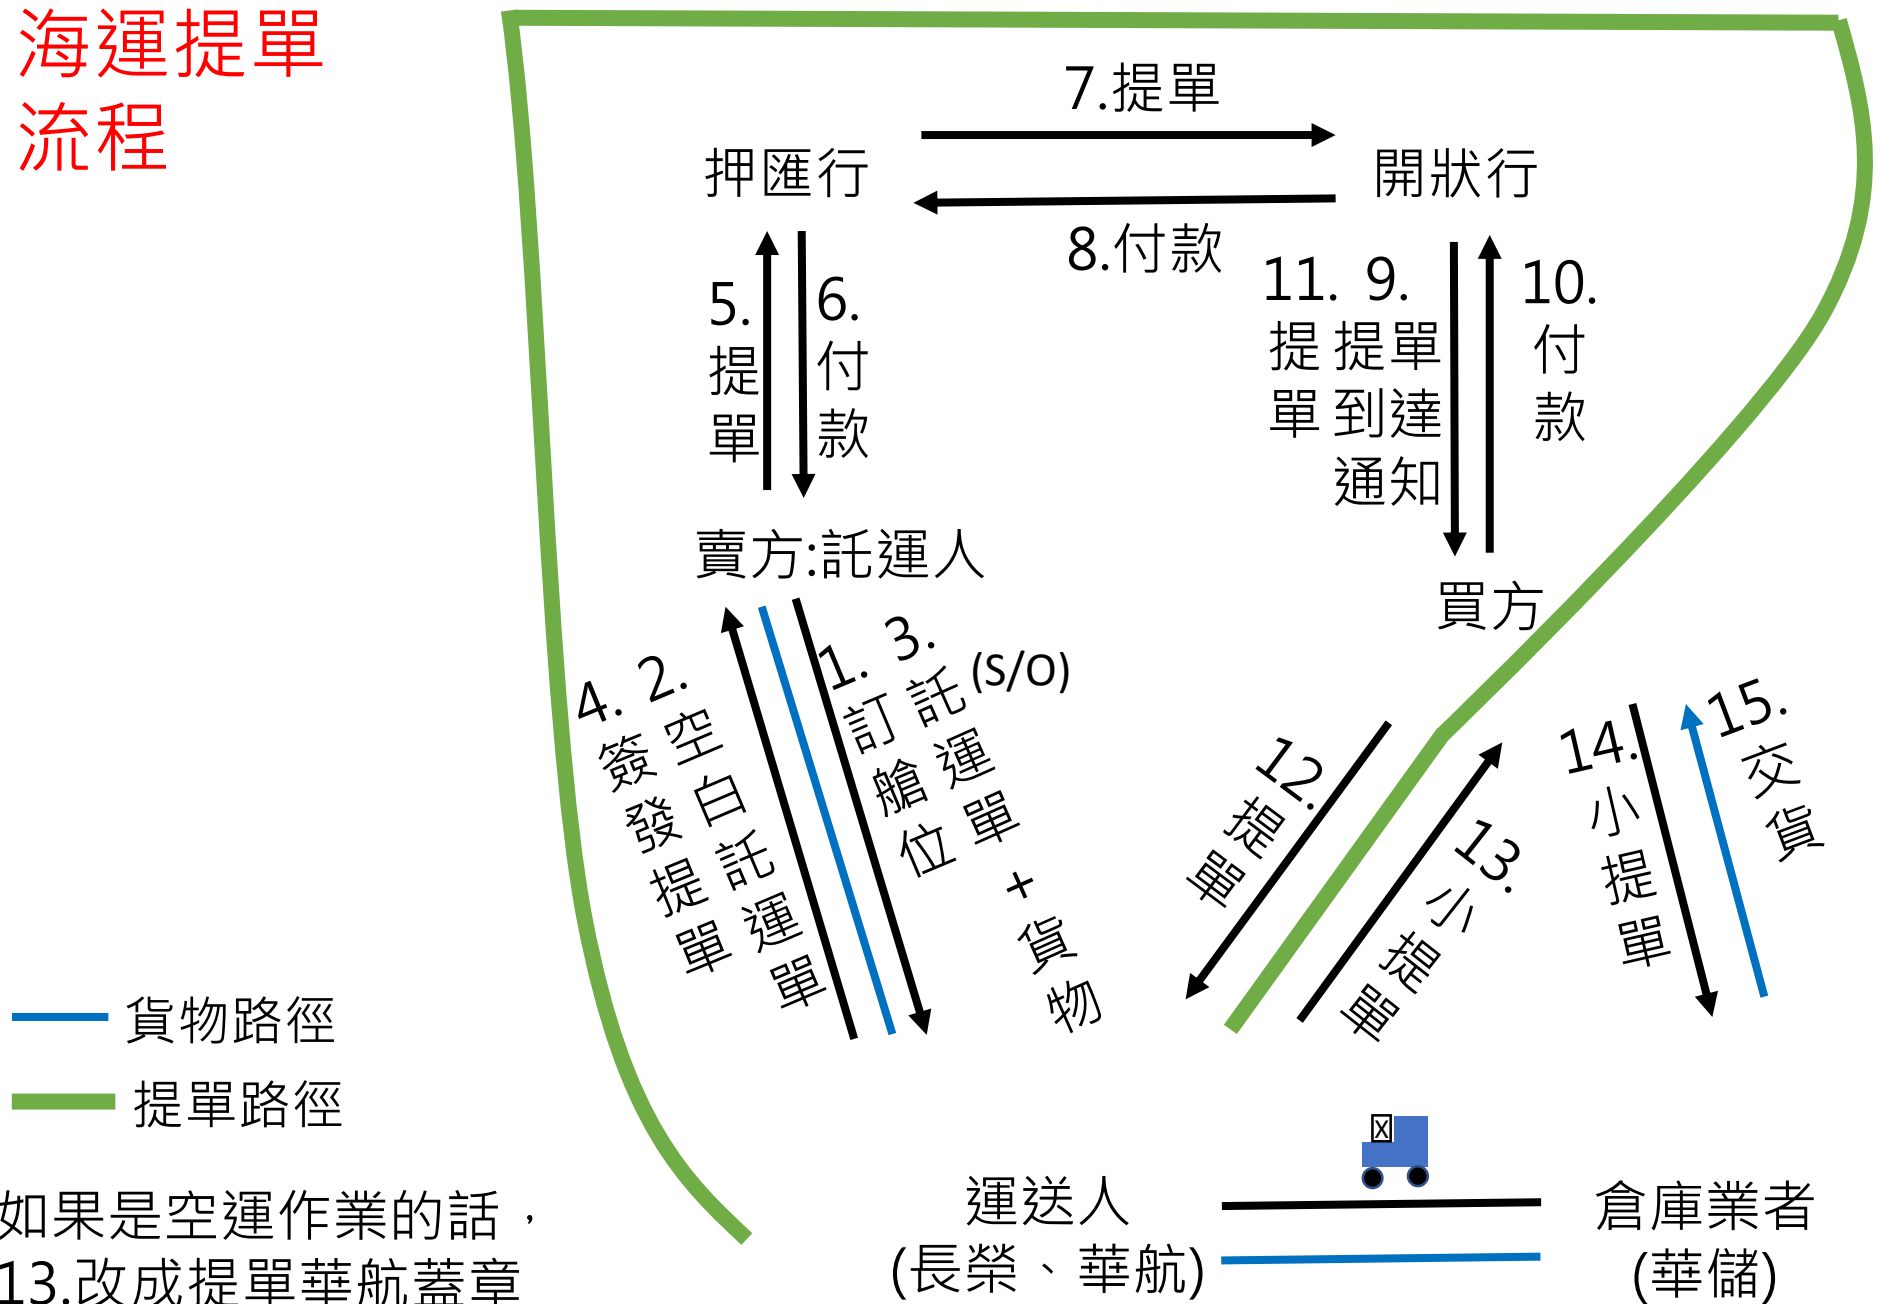 海運提單
流程
7.提單
押匯行
開狀行
8.付款
5.
提
單
6.
付
款
11.
提
單
9.
提單
到達
通知
10.
付
款
賣方:託運人
買方
4.
簽
發
提
單
2.
空
白
託
運
單
1.
訂
艙
位
3.
託
運
單
+
貨
物
(S/O)
12.
提
單
13.
小
提
單
14.
小
提
單
15.
交
貨
貨物路徑
提單路徑
如果是空運作業的話，
13.改成提單華航蓋章
運送人
(長榮、華航)
倉庫業者
(華儲)